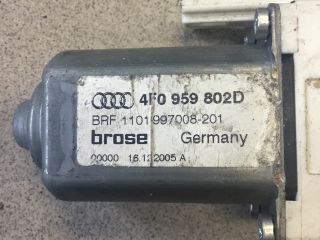 4F0 959 802D
BRF 1101 997008-201
brose Germany
00000 16.12.2005 A